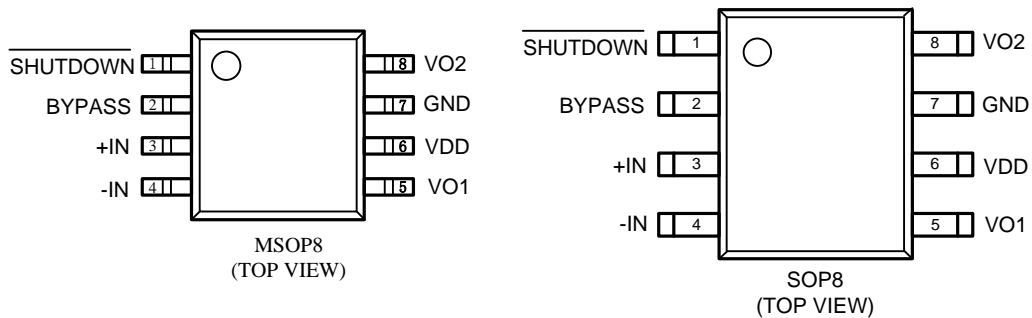 SHUTDOWN 1 8 VO2
BYPASS 2 7 GND
+IN 3 6 VDD
-IN 4 5 VO1
MSOP8
(TOP VIEW)
SHUTDOWN 1 8 VO2
BYPASS 2 7 GND
+IN 3 6 VDD
-IN 4 5 VO1
SOP8
(TOP VIEW)